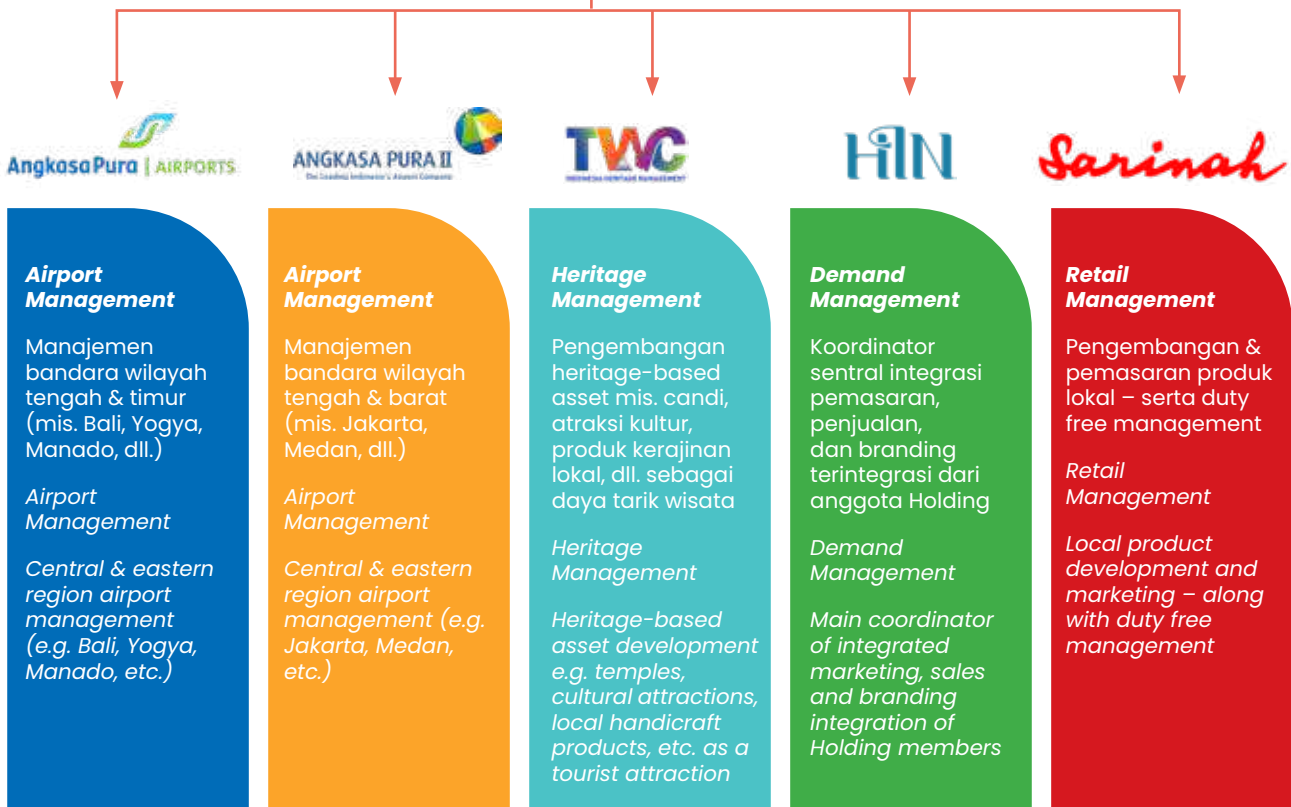 AngkasaPura | AIRPORTS
ANGKASA PURA II
The Leading Indonesia's Airport Company
TWC
INDONESIA HERITAGE MANAGEMENT
HIN
Sarinah
Airport
Management
Manajemen
bandara wilayah
tengah & timur
(mis. Bali, Yogya,
Manado, dll.)
Airport
Management
Central & eastern
region airport
management
(e.g. Bali, Yogya,
Manado, etc.)
Airport
Management
Manajemen
bandara wilayah
tengah & barat
(mis. Jakarta,
Medan, dll.)
Airport
Management
Central & eastern
region airport
management (e.g.
Jakarta, Medan,
etc.)
Heritage
Management
Pengembangan
heritage-based
asset mis. candi,
atraksi kultur,
produk kerajinan
lokal, dll. sebagai
daya tarik wisata
Heritage
Management
Heritage-based
asset development
e.g. temples,
cultural attractions,
local handicraft
products, etc. as a
tourist attraction
Demand
Management
Koordinator
sentral integrasi
pemasaran,
penjualan,
dan branding
terintegrasi dari
anggota Holding
Demand
Management
Main coordinator
of integrated
marketing, sales
and branding
integration of
Holding members
Retail
Management
Pengembangan &
pemasaran produk
lokal – serta duty
free management
Retail
Management
Local product
development and
marketing – along
with duty free
management